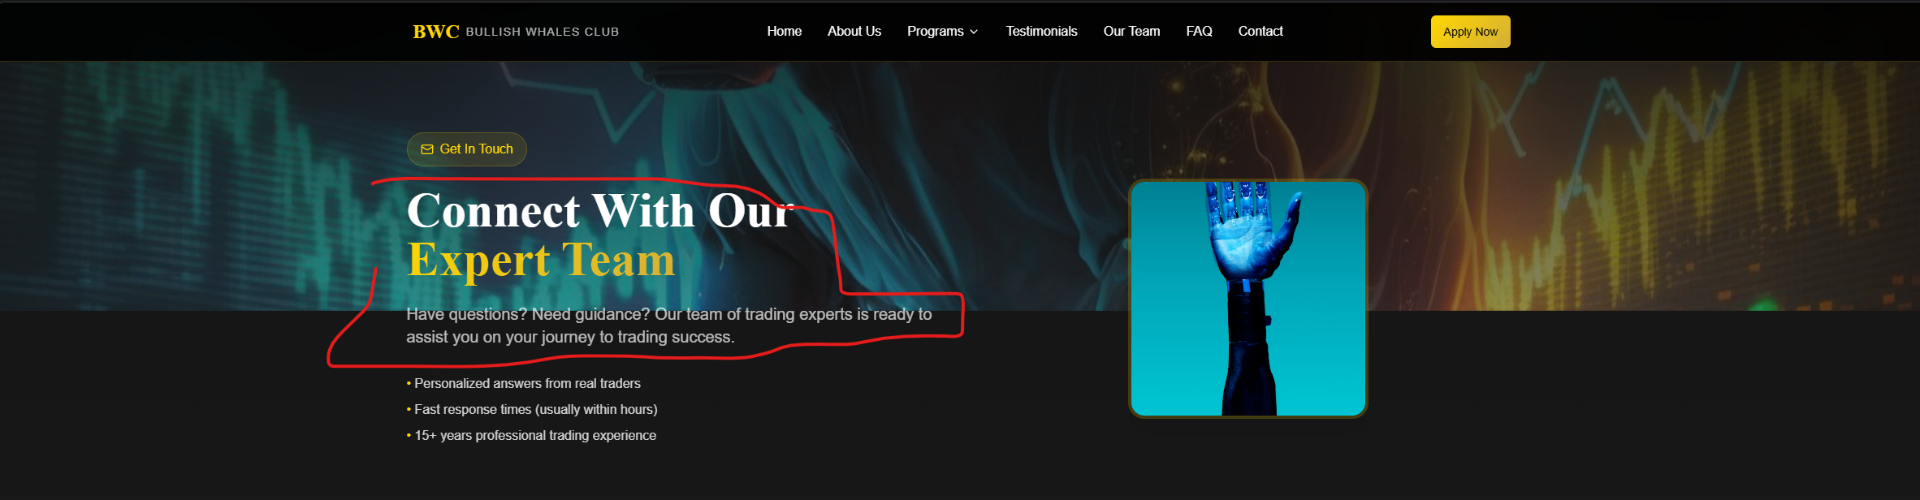 BWC BULLISH WHALES CLUB Home About Us Programs Testimonials Our Team FAQ Contact Apply Now
Get In Touch
Connect With Our
Expert Team
Have questions? Need guidance? Our team of trading experts is ready to
assist you on your journey to trading success.
• Personalized answers from real traders
• Fast response times (usually within hours)
• 15+ years professional trading experience